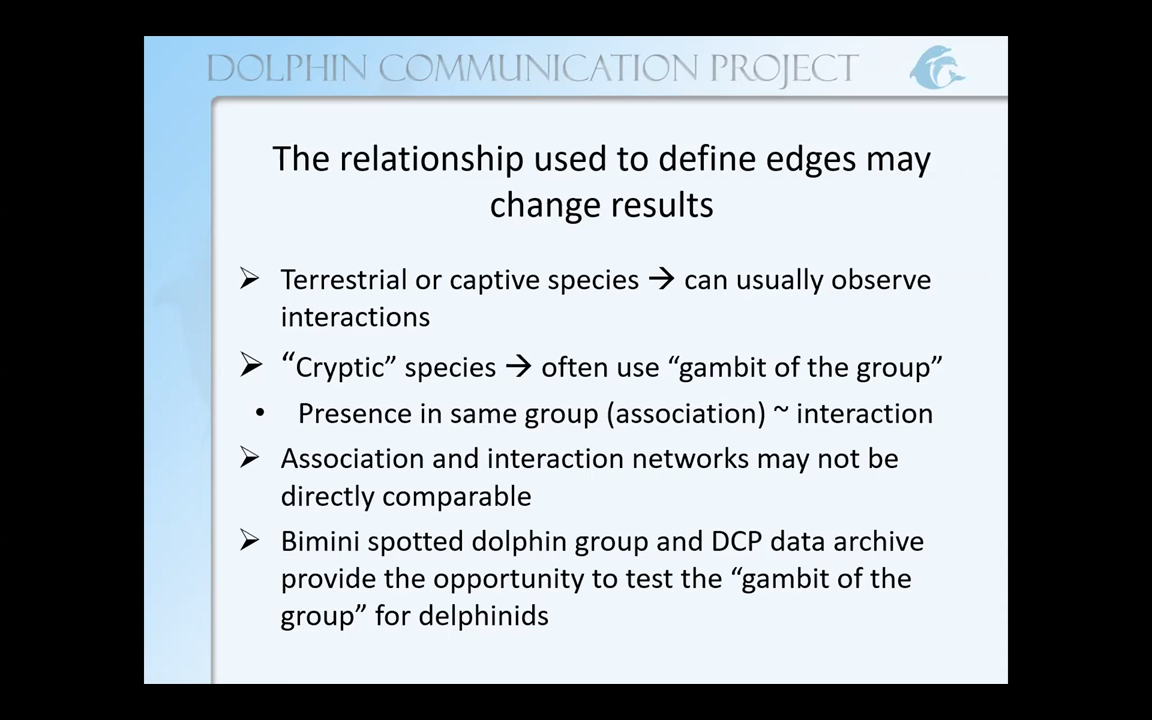 DOLPHIN COMMUNICATION PROJECT
The relationship used to define edges may
change results
➢ Terrestrial or captive species → can usually observe
interactions
➢ “Cryptic” species → often use “gambit of the group”
• Presence in same group (association) ~ interaction
➢ Association and interaction networks may not be
directly comparable
➢ Bimini spotted dolphin group and DCP data archive
provide the opportunity to test the “gambit of the
group” for delphinids